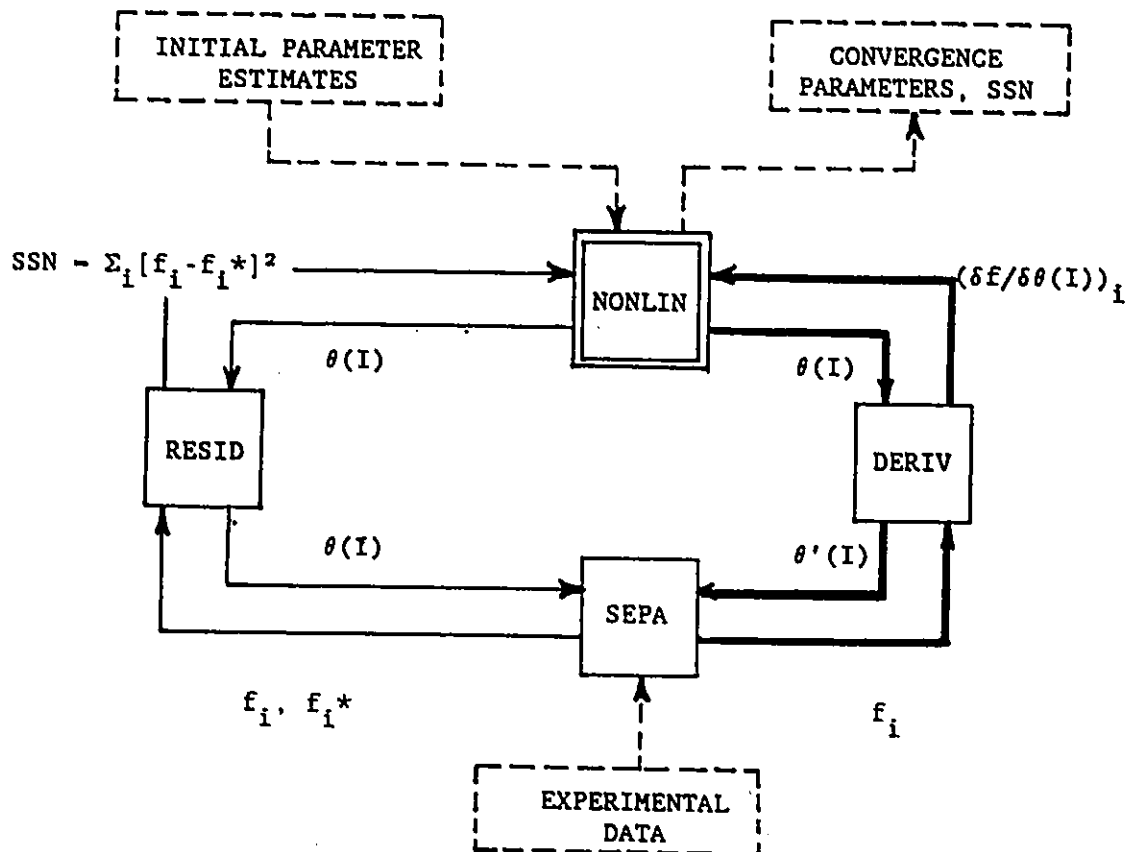 INITIAL PARAMETER
ESTIMATES
CONVERGENCE
PARAMETERS, SSN
SSN - Σi[fi-fi*]²
NONLIN
(δf/δθ(I))i
θ(I)
θ(I)
RESID
DERIV
θ(I)
θ'(I)
SEPA
fi, fi*
fi
EXPERIMENTAL
DATA